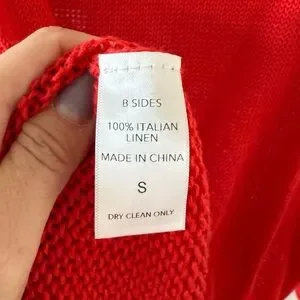 B SIDES
100% ITALIAN
LINEN
MADE IN CHINA
S
DRY CLEAN ONLY